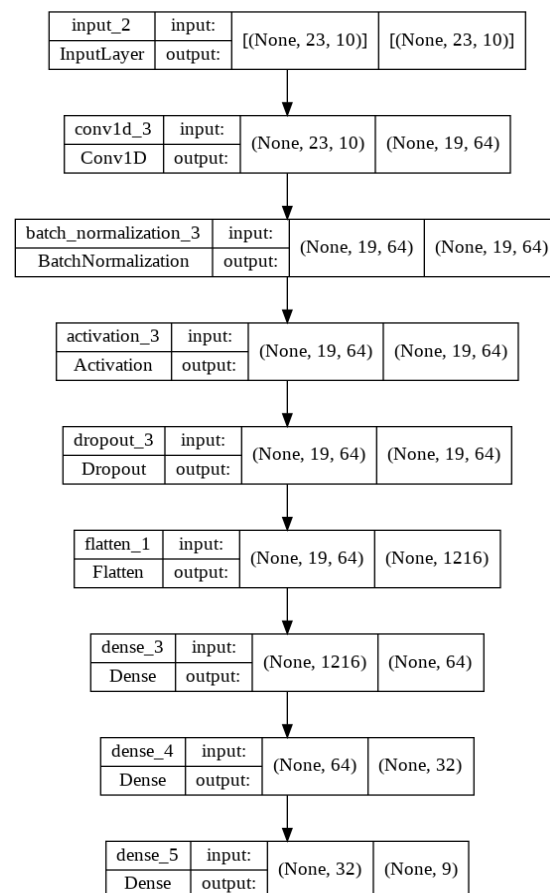 input_2 input: [(None, 23, 10)] [(None, 23, 10)]
InputLayer output:
conv1d_3 input: (None, 23, 10) (None, 19, 64)
Conv1D output:
batch_normalization_3 input: (None, 19, 64) (None, 19, 64)
BatchNormalization output:
activation_3 input: (None, 19, 64) (None, 19, 64)
Activation output:
dropout_3 input: (None, 19, 64) (None, 19, 64)
Dropout output:
flatten_1 input: (None, 19, 64) (None, 1216)
Flatten output:
dense_3 input: (None, 1216) (None, 64)
Dense output:
dense_4 input: (None, 64) (None, 32)
Dense output:
dense_5 input: (None, 32) (None, 9)
Dense output: